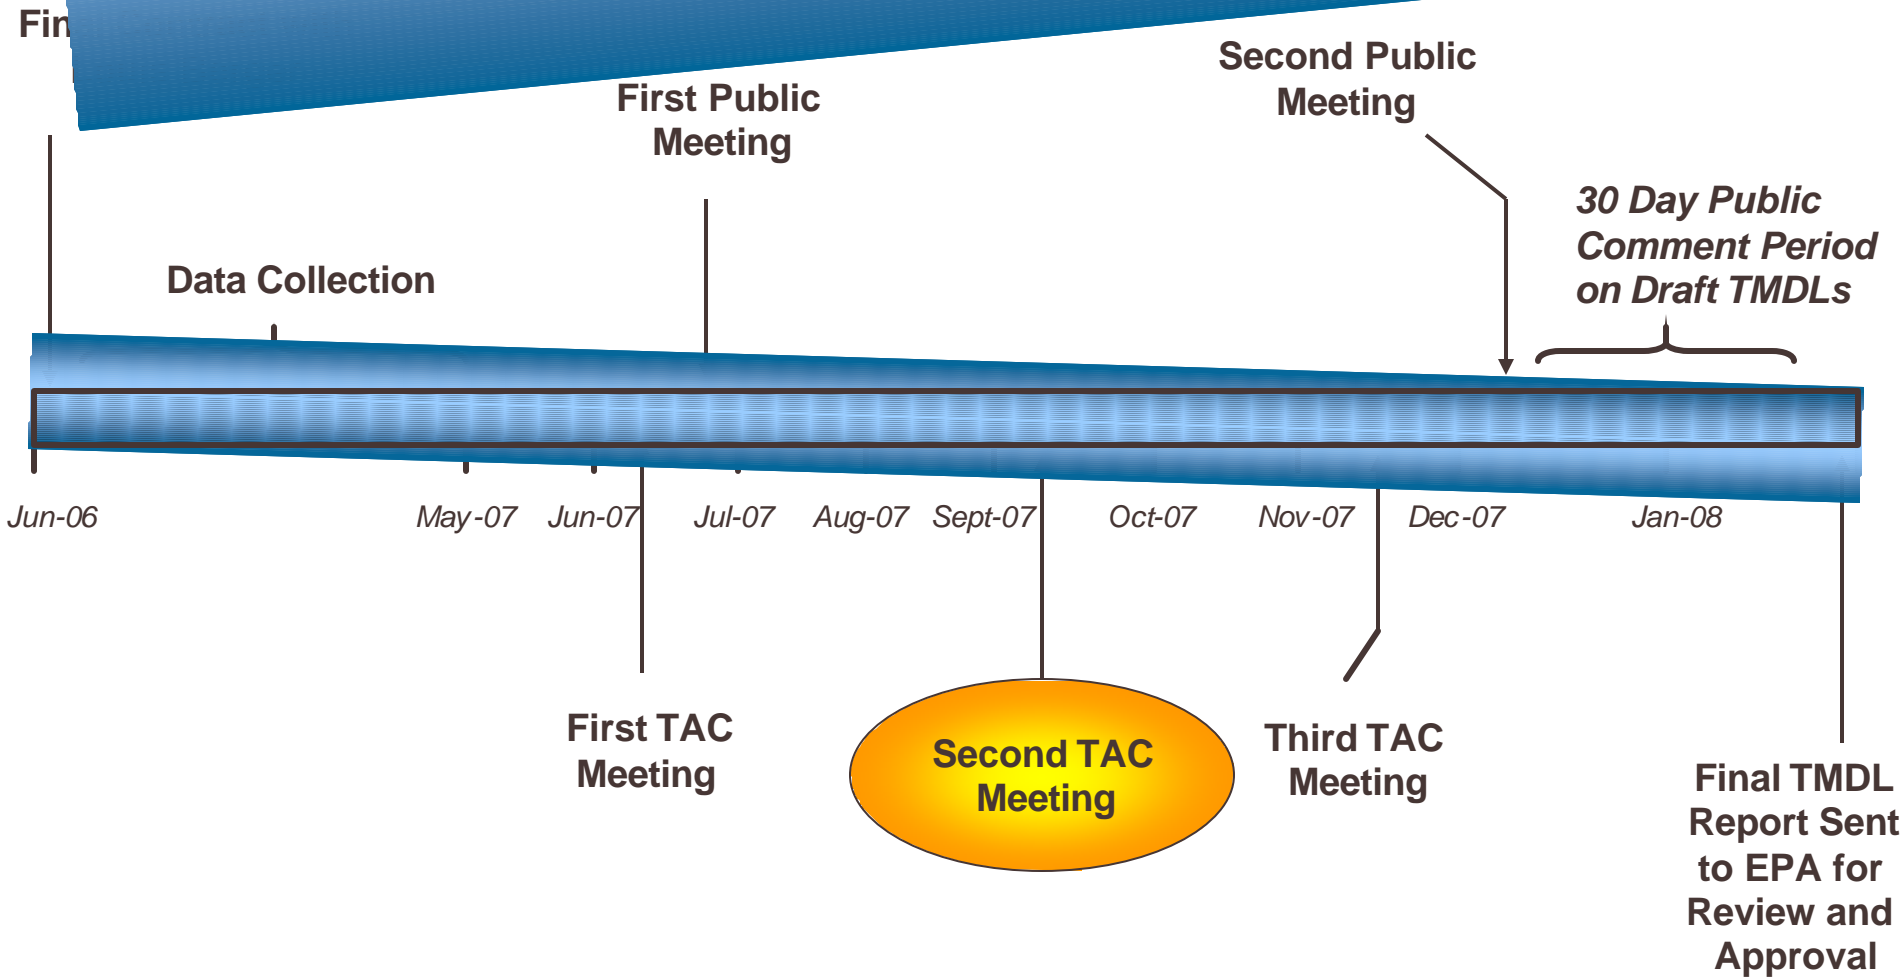 First Public
Meeting
Second Public
Meeting
30 Day Public
Comment Period
on Draft TMDLs
Data Collection
Jun-06
May-07
Jun-07
Jul-07
Aug-07
Sept-07
Oct-07
Nov-07
Dec-07
Jan-08
First TAC
Meeting
Second TAC
Meeting
Third TAC
Meeting
Final TMDL
Report Sent
to EPA for
Review and
Approval